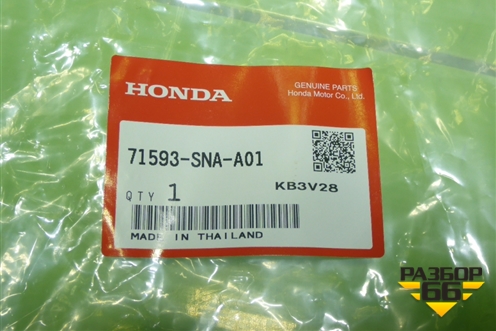 HONDA
GENUINE PARTS
Honda Motor Co., Ltd.
71593-SNA-A01
KB3V28
QTY 1
MADE IN THAILAND
РАЗБОР
66